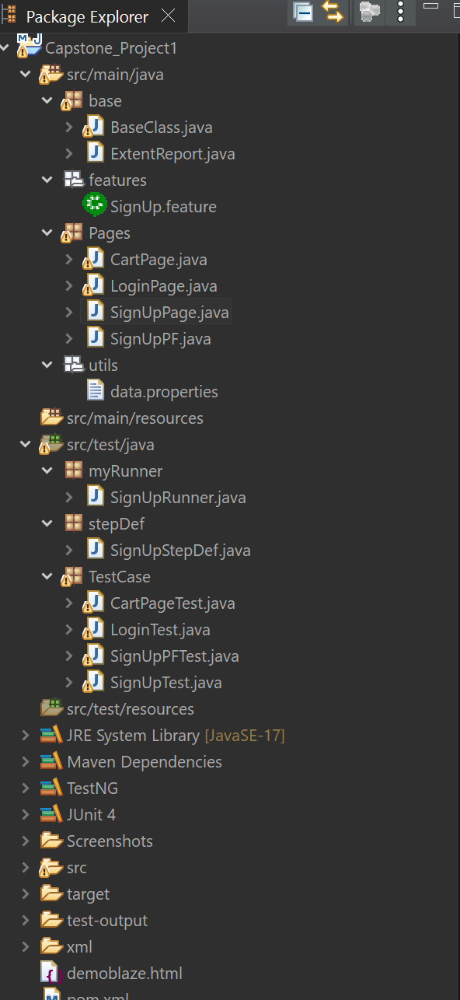 Package Explorer
Capstone_Project1
src/main/java
base
BaseClass.java
ExtentReport.java
features
SignUp.feature
Pages
CartPage.java
LoginPage.java
SignUpPage.java
SignUpPF.java
utils
data.properties
src/main/resources
src/test/java
myRunner
SignUpRunner.java
stepDef
SignUpStepDef.java
TestCase
CartPageTest.java
LoginTest.java
SignUpPFTest.java
SignUpTest.java
src/test/resources
JRE System Library [JavaSE-17]
Maven Dependencies
TestNG
JUnit 4
Screenshots
src
target
test-output
xml
demoblaze.html
pom.xml